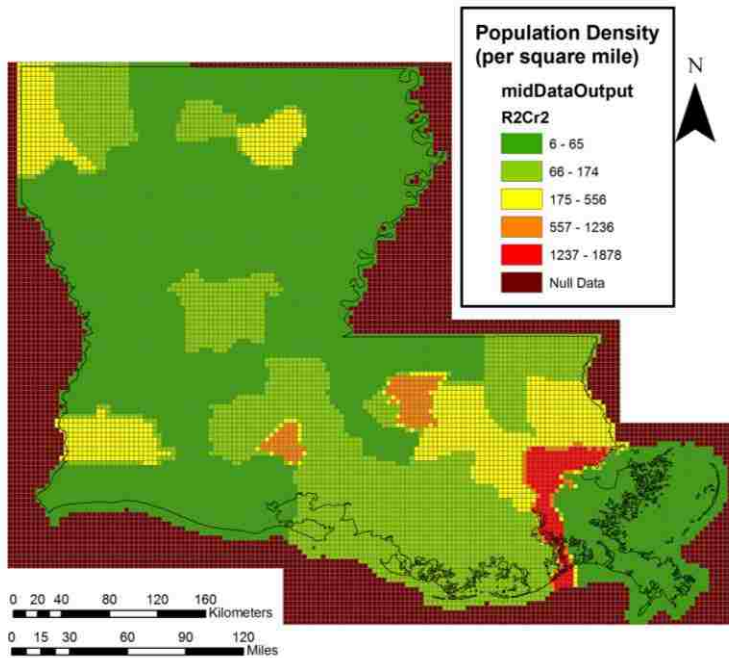 Population Density
(per square mile)
midDataOutput
R2Cr2
6 - 65
66 - 174
175 - 556
557 - 1236
1237 - 1878
Null Data
N
0 20 40 80 120 160
Kilometers
0 15 30 60 90 120
Miles